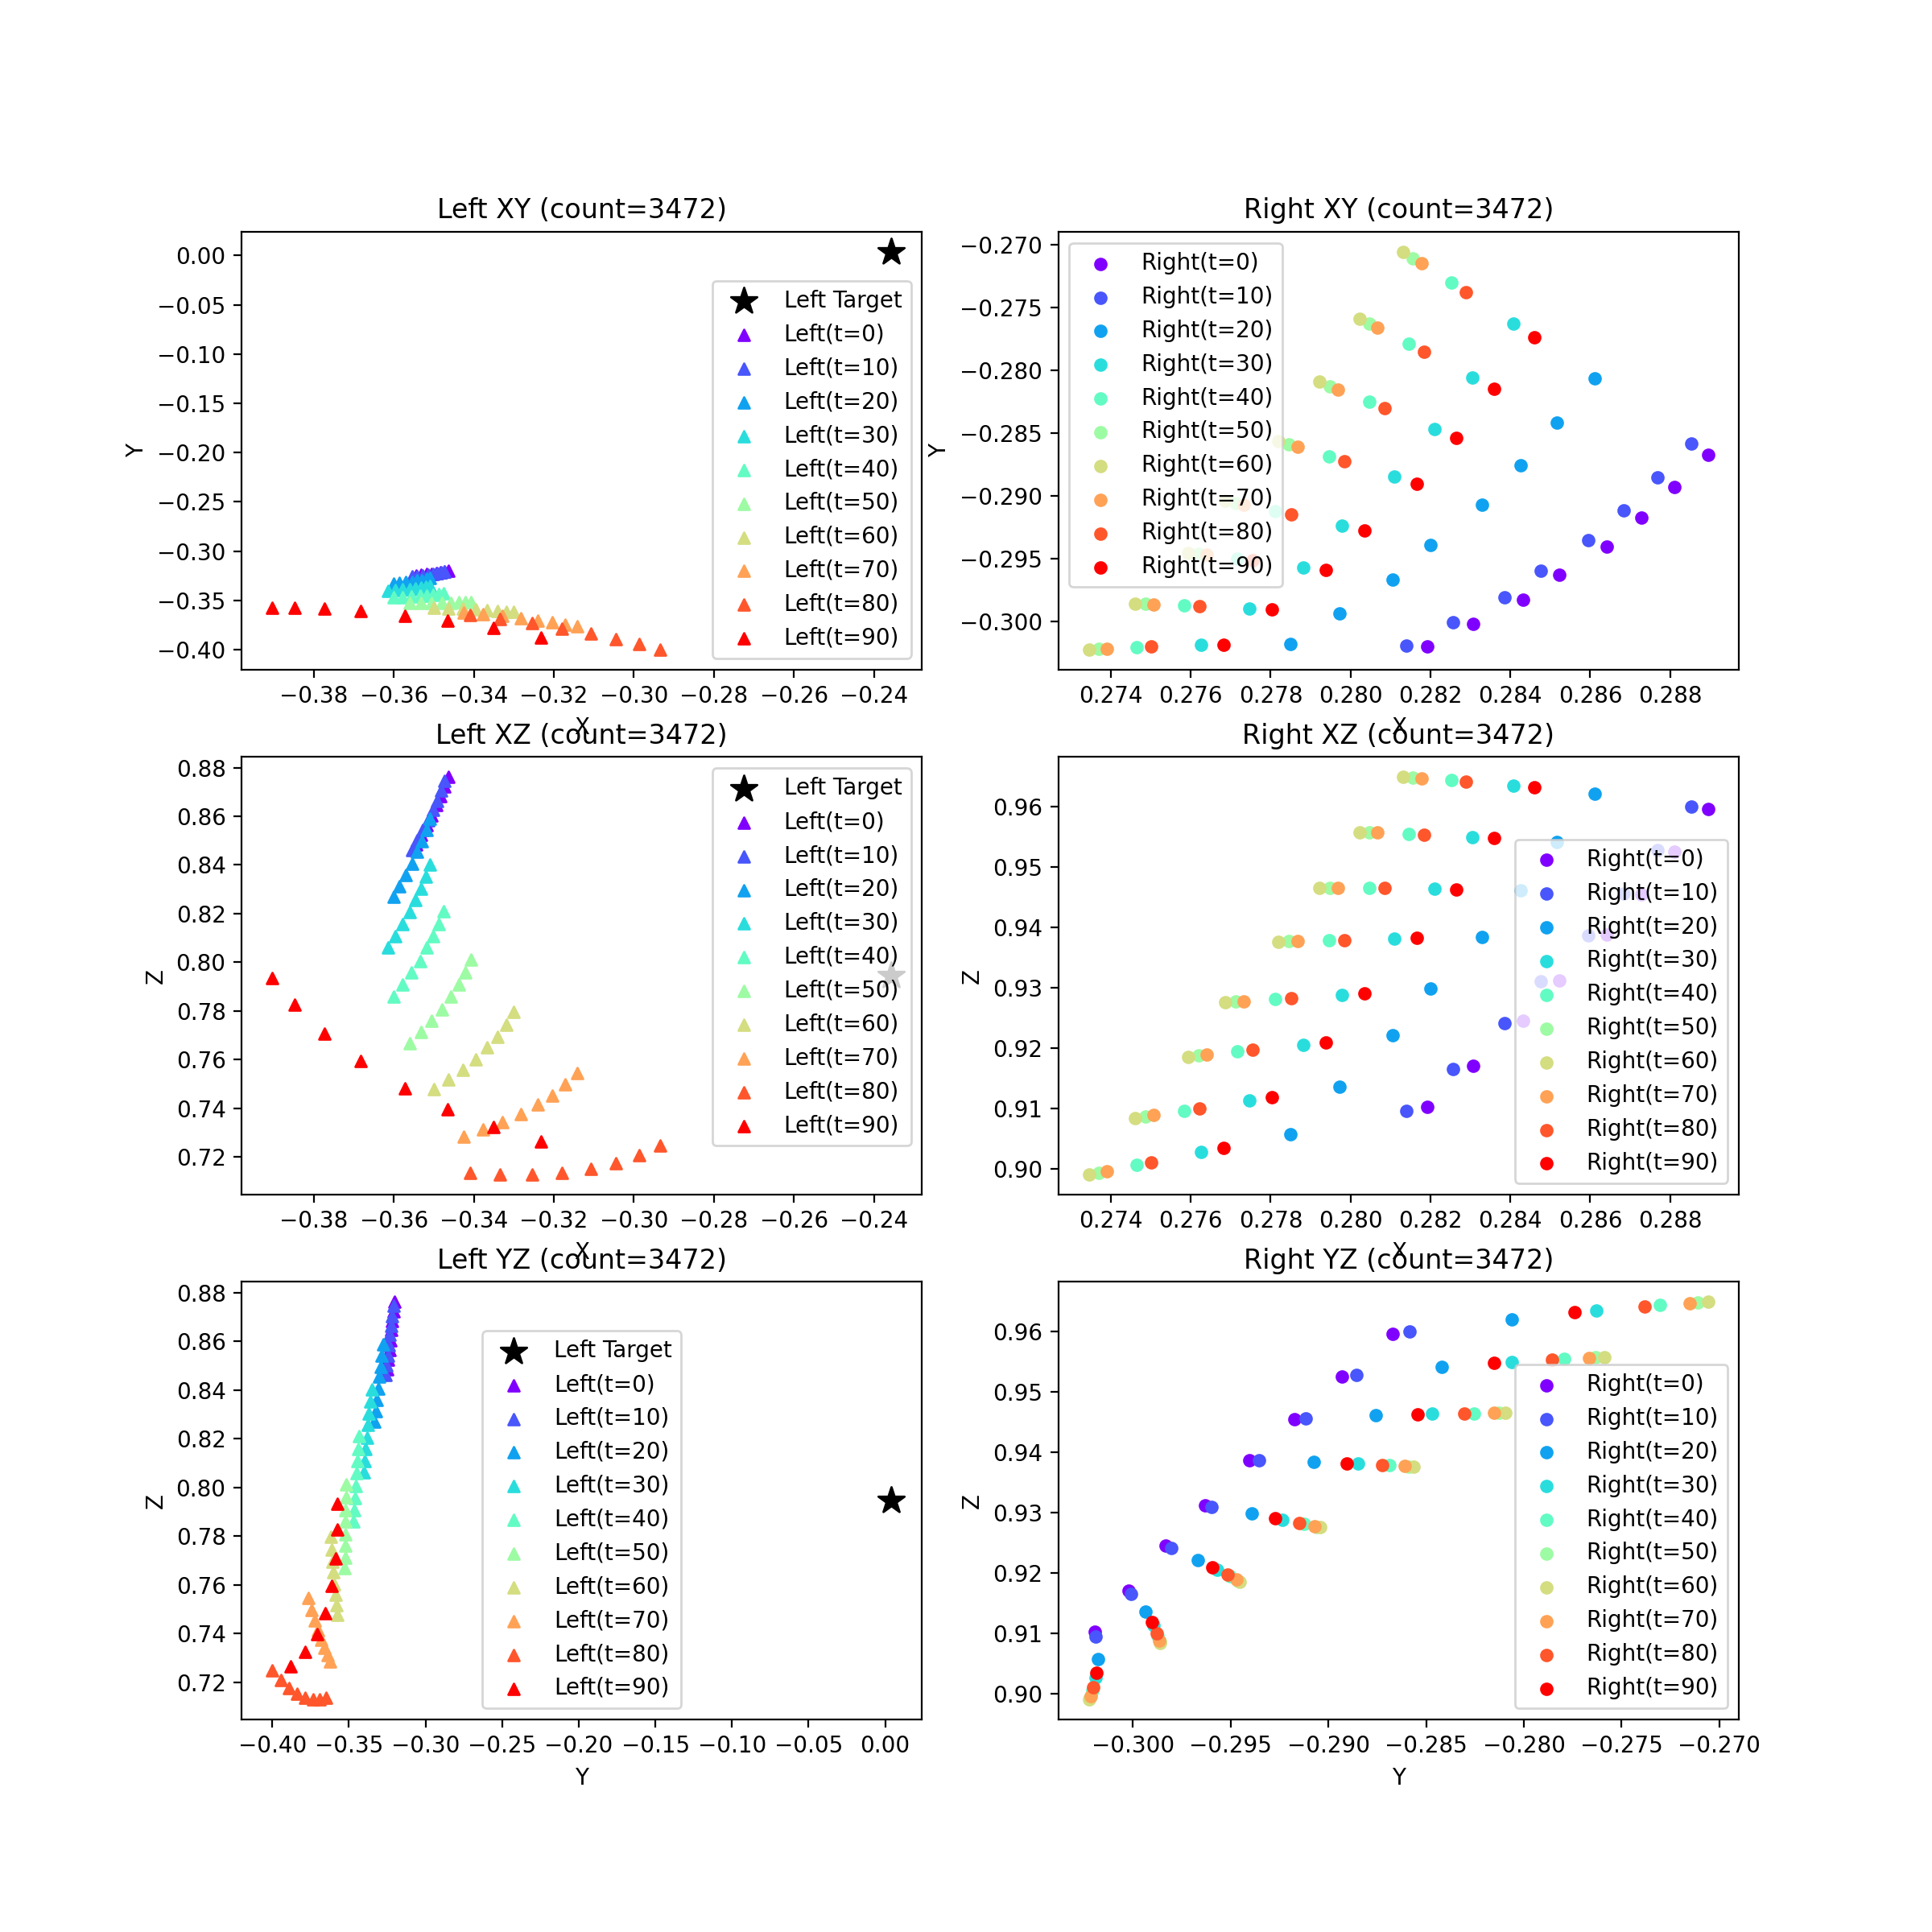 Left XY (count=3472)
0.00
−0.05
−0.10
−0.15
−0.20
−0.25
−0.30
−0.35
−0.40
Y
Left Target
Left(t=0)
Left(t=10)
Left(t=20)
Left(t=30)
Left(t=40)
Left(t=50)
Left(t=60)
Left(t=70)
Left(t=80)
Left(t=90)
−0.38 −0.36 −0.34 −0.32 −0.30 −0.28 −0.26 −0.24
X
Right XY (count=3472)
−0.270
−0.275
−0.280
−0.285
−0.290
−0.295
−0.300
Y
Right(t=0)
Right(t=10)
Right(t=20)
Right(t=30)
Right(t=40)
Right(t=50)
Right(t=60)
Right(t=70)
Right(t=80)
Right(t=90)
0.274 0.276 0.278 0.280 0.282 0.284 0.286 0.288
X
Left XZ (count=3472)
0.88
0.86
0.84
0.82
0.80
0.78
0.76
0.74
0.72
Z
Left Target
Left(t=0)
Left(t=10)
Left(t=20)
Left(t=30)
Left(t=40)
Left(t=50)
Left(t=60)
Left(t=70)
Left(t=80)
Left(t=90)
−0.38 −0.36 −0.34 −0.32 −0.30 −0.28 −0.26 −0.24
X
Right XZ (count=3472)
0.96
0.95
0.94
0.93
0.92
0.91
0.90
Z
Right(t=0)
Right(t=10)
Right(t=20)
Right(t=30)
Right(t=40)
Right(t=50)
Right(t=60)
Right(t=70)
Right(t=80)
Right(t=90)
0.274 0.276 0.278 0.280 0.282 0.284 0.286 0.288
X
Left YZ (count=3472)
0.88
0.86
0.84
0.82
0.80
0.78
0.76
0.74
0.72
Z
Left Target
Left(t=0)
Left(t=10)
Left(t=20)
Left(t=30)
Left(t=40)
Left(t=50)
Left(t=60)
Left(t=70)
Left(t=80)
Left(t=90)
−0.40 −0.35 −0.30 −0.25 −0.20 −0.15 −0.10 −0.05 0.00
Y
Right YZ (count=3472)
0.96
0.95
0.94
0.93
0.92
0.91
0.90
Z
Right(t=0)
Right(t=10)
Right(t=20)
Right(t=30)
Right(t=40)
Right(t=50)
Right(t=60)
Right(t=70)
Right(t=80)
Right(t=90)
−0.300 −0.295 −0.290 −0.285 −0.280 −0.275 −0.270
Y